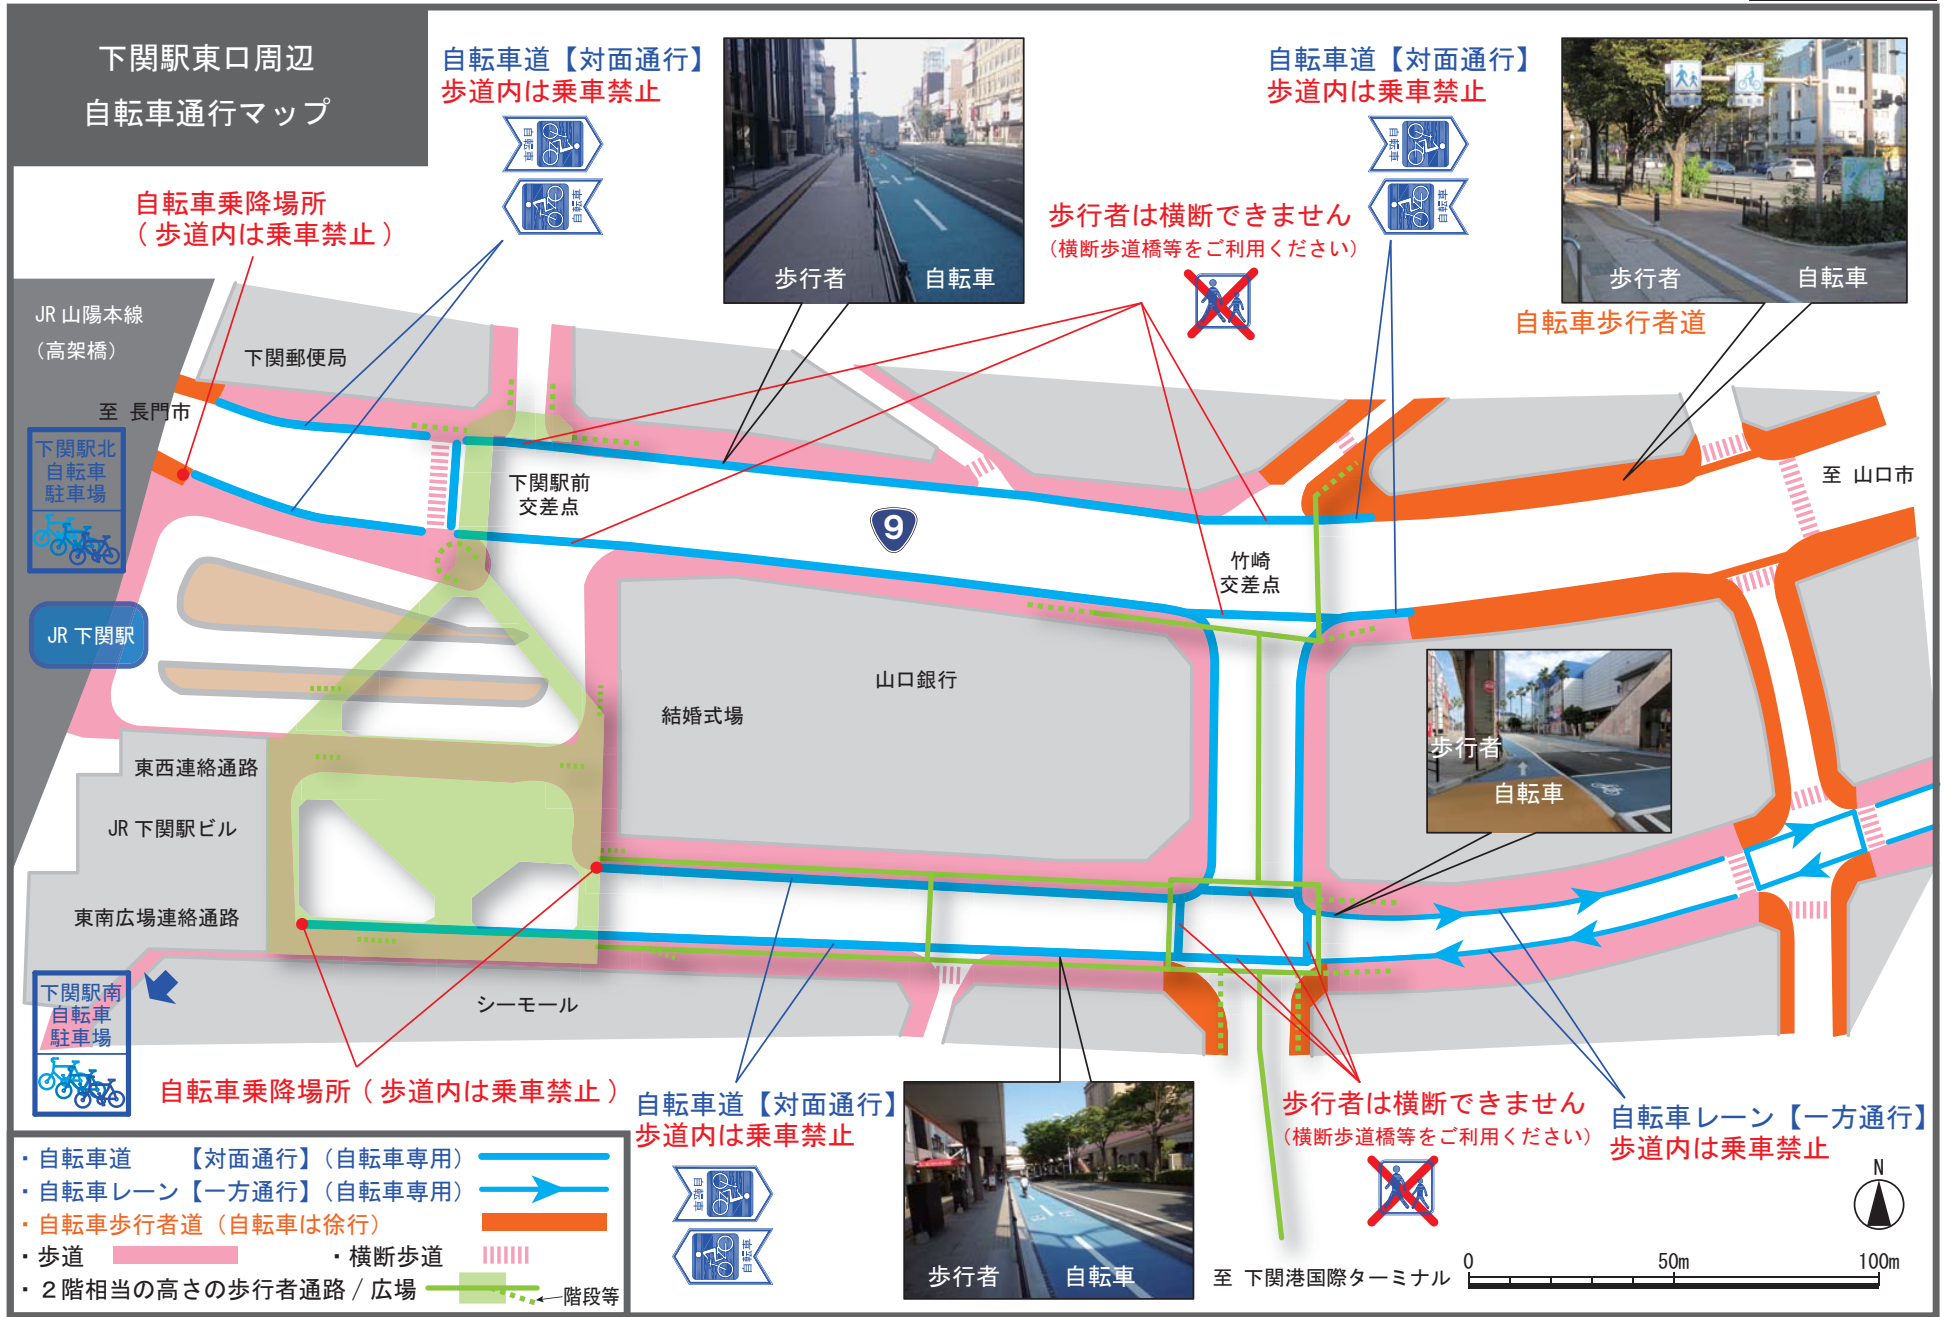 下関駅東口周辺
自転車通行マップ
自転車道【対面通行】
歩道内は乗車禁止
自転車
自転車
歩行者
自転車
自転車道【対面通行】
歩道内は乗車禁止
自転車
自転車
歩行者
自転車
自転車歩行者道
自転車乗降場所
（歩道内は乗車禁止）
歩行者は横断できません
（横断歩道橋等をご利用ください）
JR 山陽本線
（高架橋）
下関郵便局
至 長門市
下関駅北
自転車
駐車場
下関駅前
交差点
9
至 山口市
竹崎
交差点
JR 下関駅
山口銀行
結婚式場
歩行者
自転車
東西連絡通路
JR 下関駅ビル
東南広場連絡通路
下関駅南
自転車
駐車場
シーモール
自転車乗降場所（歩道内は乗車禁止）
自転車道【対面通行】
歩道内は乗車禁止
自転車
自転車
歩行者
自転車
歩行者は横断できません
（横断歩道橋等をご利用ください）
自転車レーン【一方通行】
歩道内は乗車禁止
・自転車道　　【対面通行】（自転車専用）
・自転車レーン【一方通行】（自転車専用）
・自転車歩行者道（自転車は徐行）
・歩道　　・横断歩道
・２階相当の高さの歩行者通路 / 広場　階段等
至 下関港国際ターミナル
N
0　50m　100m